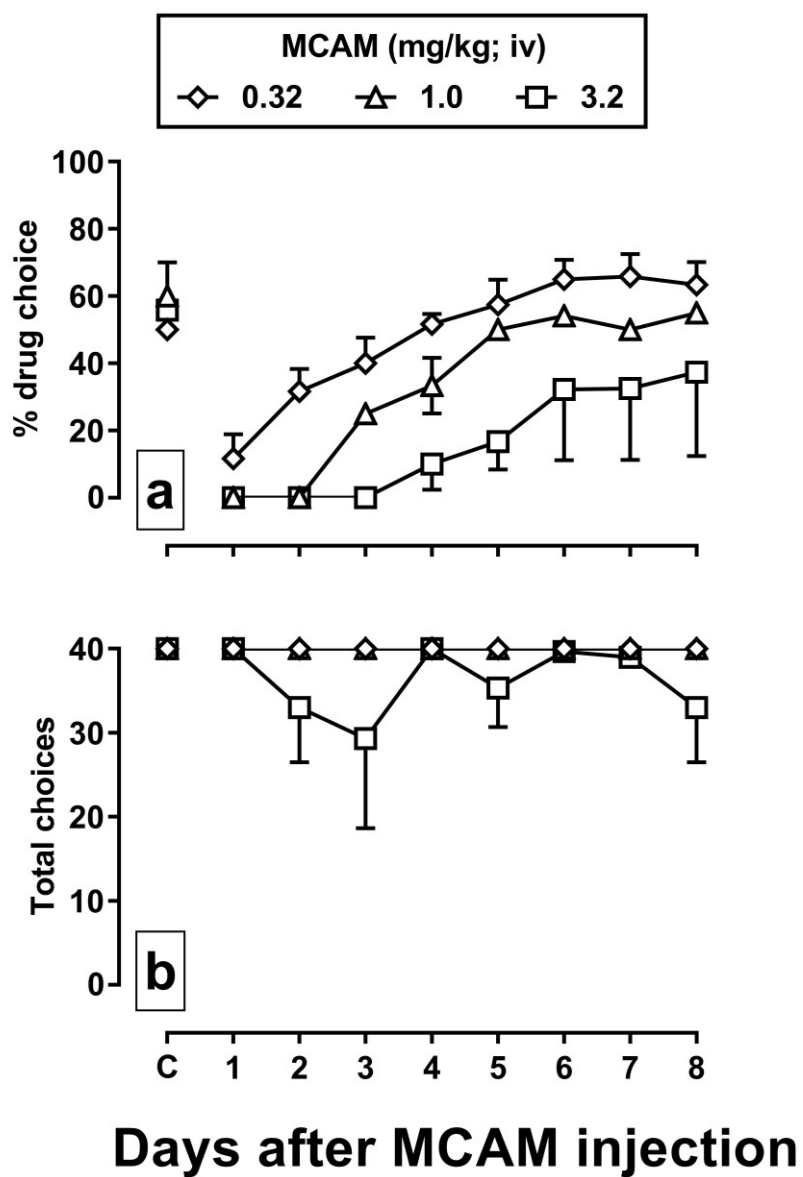 MCAM (mg/kg; iv)
0.32 1.0 3.2
100
80
60
40
20
0
% drug choice
a
40
30
20
10
0
Total choices
b
C 1 2 3 4 5 6 7 8
Days after MCAM injection